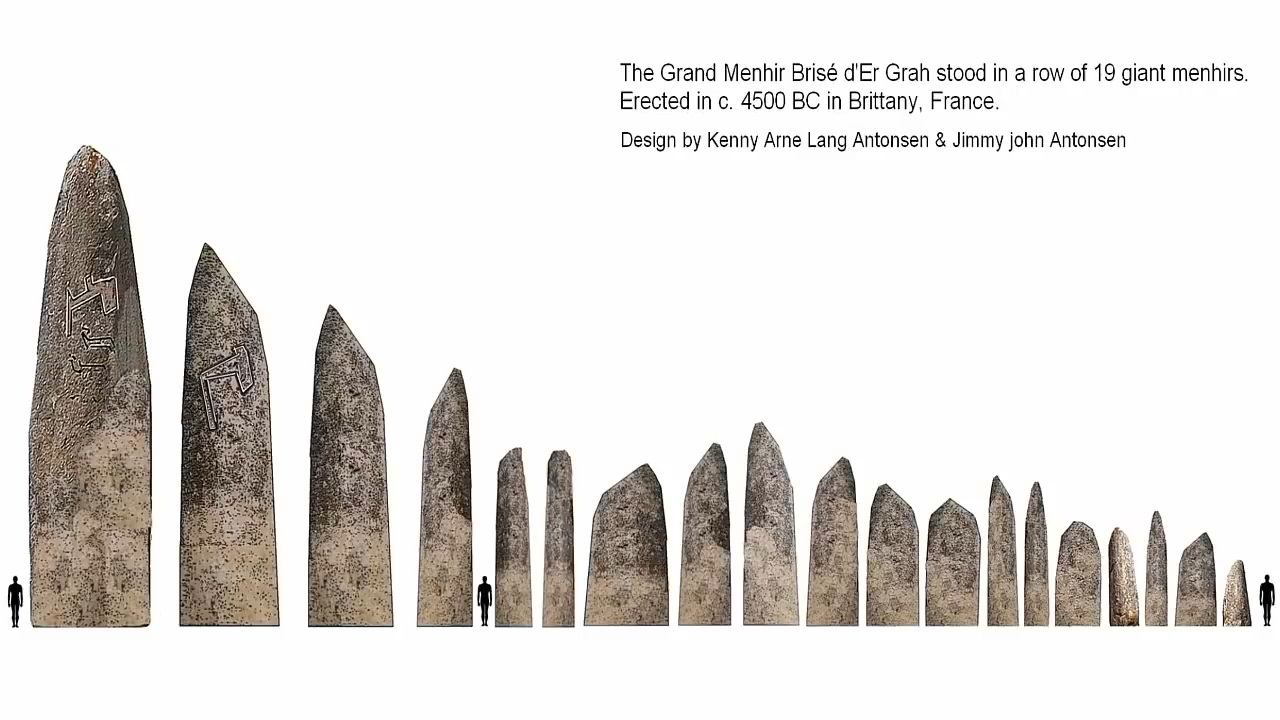 The Grand Menhir Brisé d'Er Grah stood in a row of 19 giant menhirs.
Erected in c. 4500 BC in Brittany, France.
Design by Kenny Arne Lang Antonsen & Jimmy john Antonsen